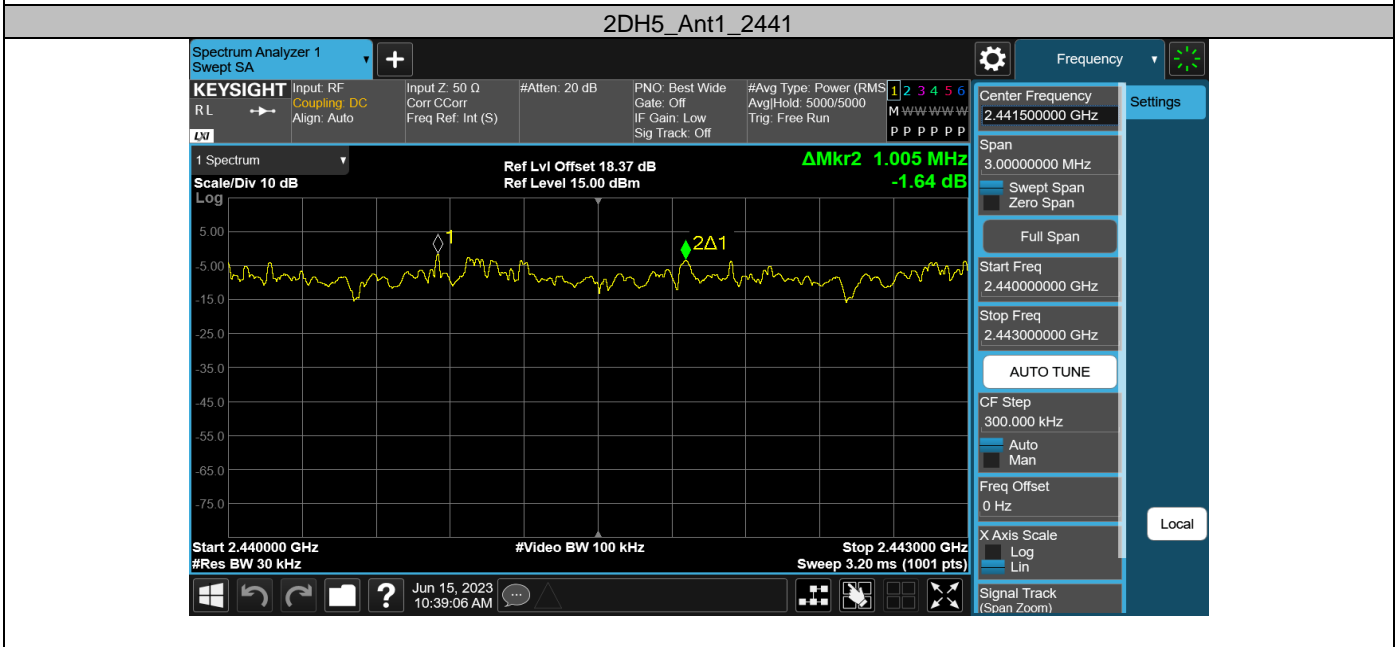 2DH5_Ant1_2441
Spectrum Analyzer 1
Swept SA
+
Frequency
KEYSIGHT
RL
LXI
Input: RF
Coupling: DC
Align: Auto
Input Z: 50 Ω
Corr CCorr
Freq Ref: Int (S)
#Atten: 20 dB
PNO: Best Wide
Gate: Off
IF Gain: Low
Sig Track: Off
#Avg Type: Power (RMS
Avg|Hold: 5000/5000
Trig: Free Run
1 2 3 4 5 6
M W W W W W
P P P P P P
Center Frequency
2.441500000 GHz
Settings
Span
3.00000000 MHz
Swept Span
Zero Span
Full Span
Start Freq
2.440000000 GHz
Stop Freq
2.443000000 GHz
AUTO TUNE
CF Step
300.000 kHz
Auto
Man
Freq Offset
0 Hz
X Axis Scale
Log
Lin
Signal Track
(Span Zoom)
Local
1 Spectrum
Scale/Div 10 dB
Ref Lvl Offset 18.37 dB
Ref Level 15.00 dBm
ΔMkr2 1.005 MHz
-1.64 dB
Log
5.00
-5.00
-15.0
-25.0
-35.0
-45.0
-55.0
-65.0
-75.0
1
2Δ1
Start 2.440000 GHz
#Res BW 30 kHz
#Video BW 100 kHz
Stop 2.443000 GHz
Sweep 3.20 ms (1001 pts)
?
Jun 15, 2023
10:39:06 AM